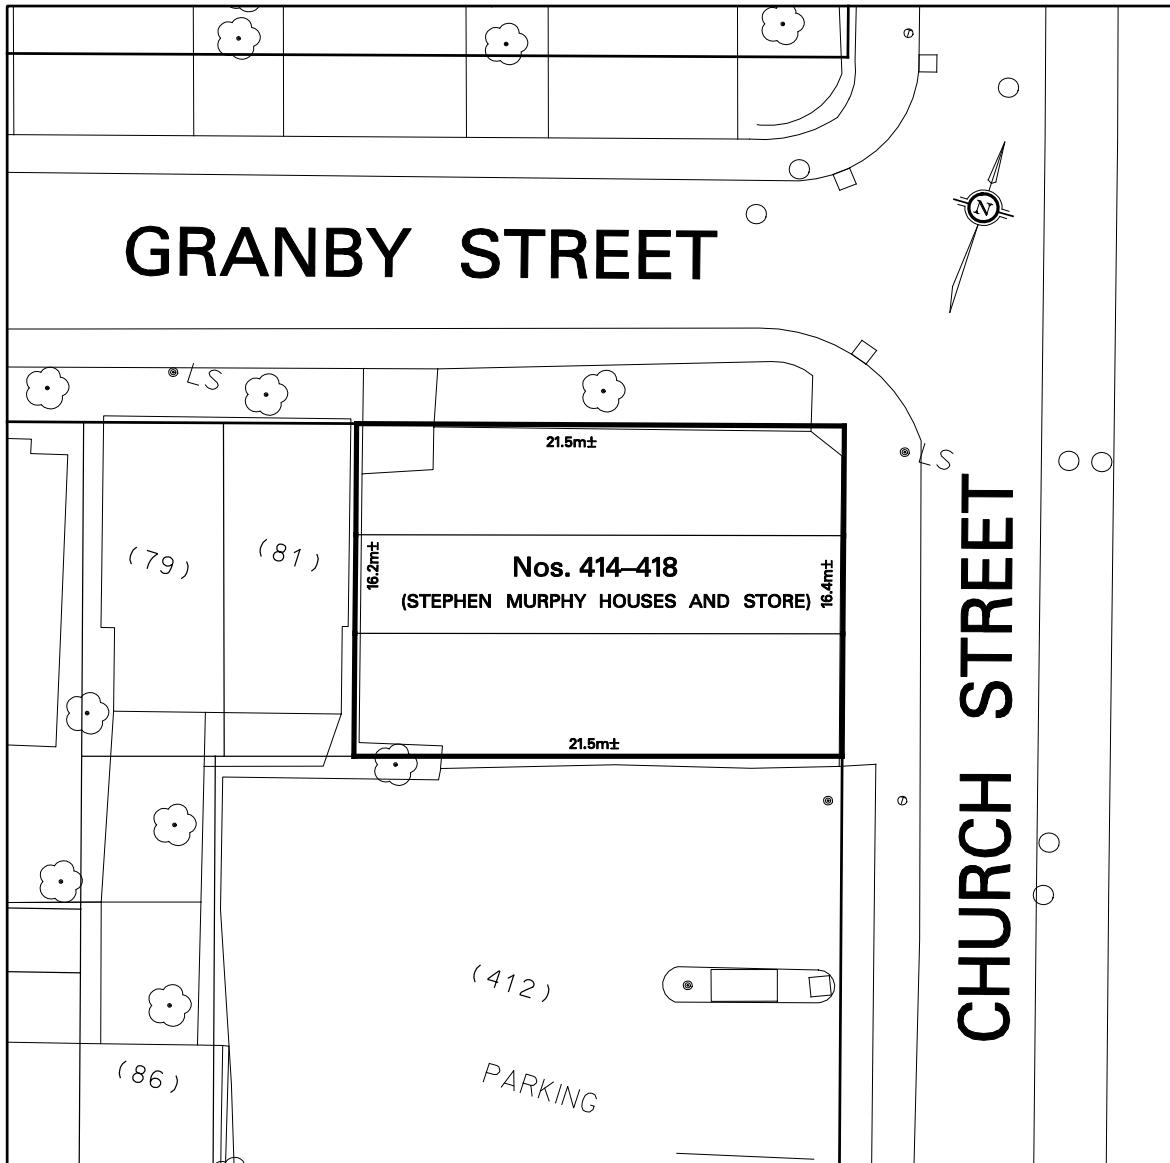 N
GRANBY STREET
LS
21.5m±
LS
(79)
(81)
16.2m±
Nos. 414–418
(STEPHEN MURPHY HOUSES AND STORE)
16.4m±
CHURCH STREET
21.5m±
(412)
(86)
PARKING